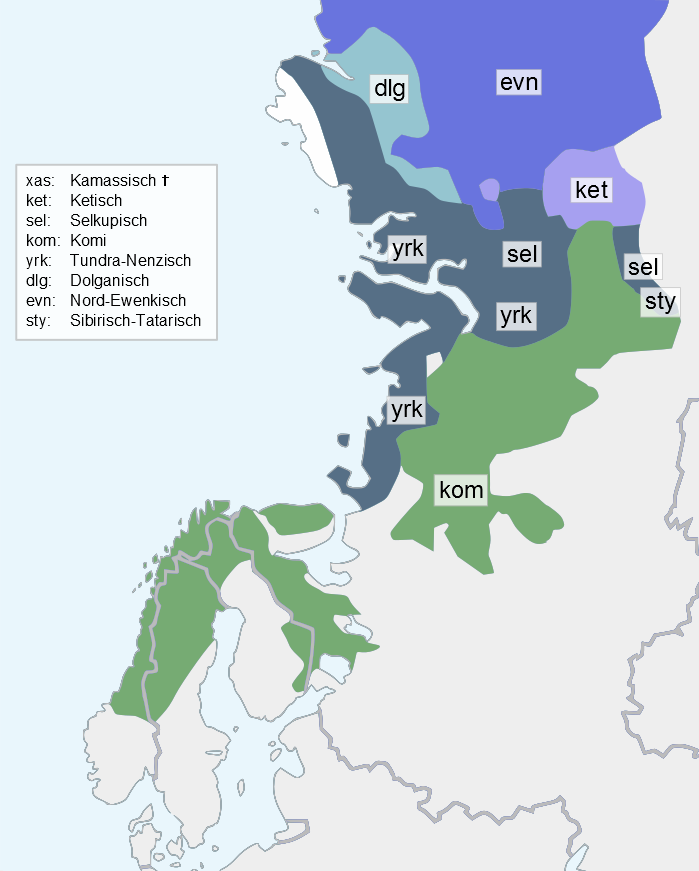 evn
dlg
ket
xas: Kamassisch †
ket: Ketisch
sel: Selkupisch
kom: Komi
yrk: Tundra-Nenzisch
dlg: Dolganisch
evn: Nord-Ewenkisch
sty: Sibirisch-Tatarisch
yrk
sel
sel
sty
yrk
yrk
kom